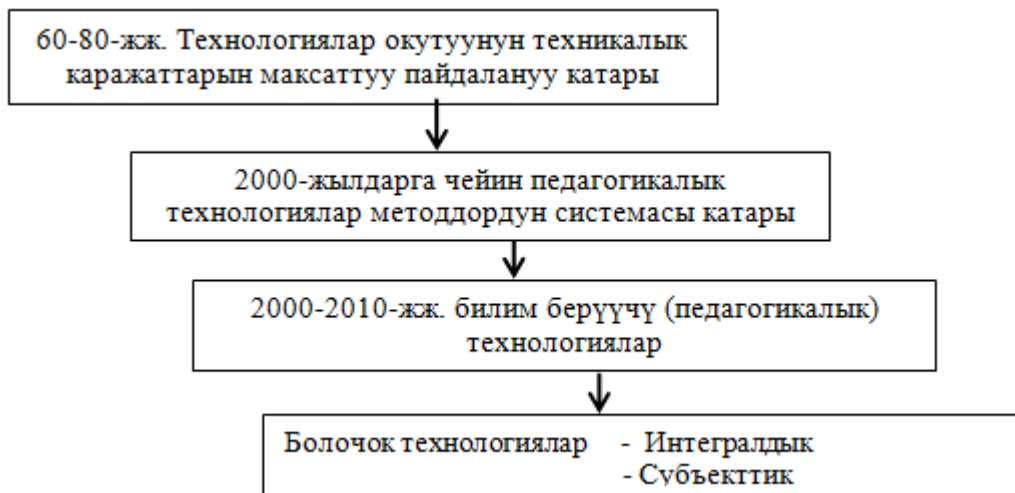 60-80-жж. Технологиялар окутуунун техникалык
каражаттарын максаттуу пайдалануу катары
2000-жылдарга чейин педагогикалык
технологиялар методдордун системасы катары
2000-2010-жж. билим берүүчү (педагогикалык)
технологиялар
Болочок технологиялар - Интегралдык
- Субъекттик